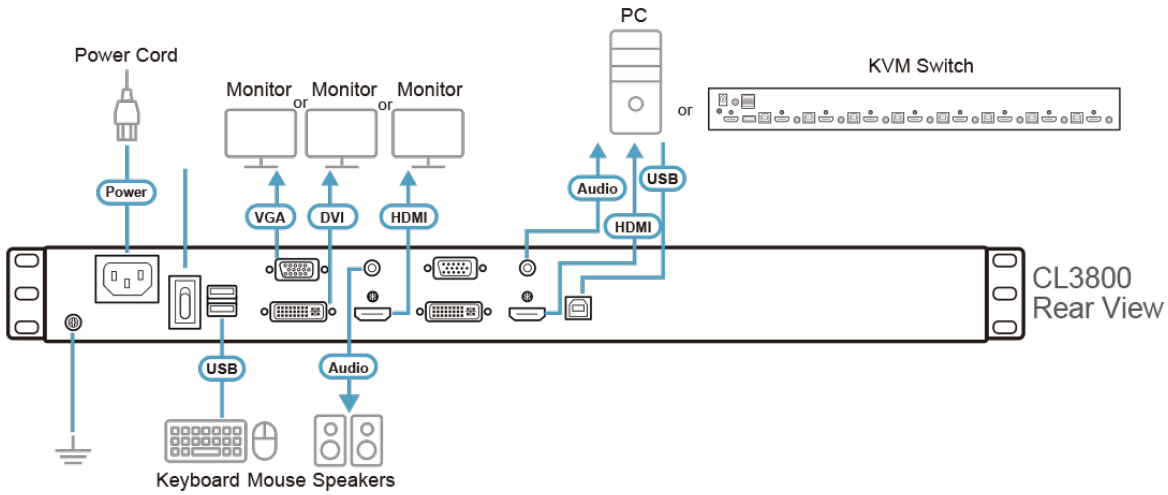 PC
Power Cord
KVM Switch
Monitor or Monitor or Monitor
or
Power
Audio
USB
VGA
DVI
HDMI
HDMI
CL3800
Rear View
USB
Audio
Keyboard Mouse Speakers